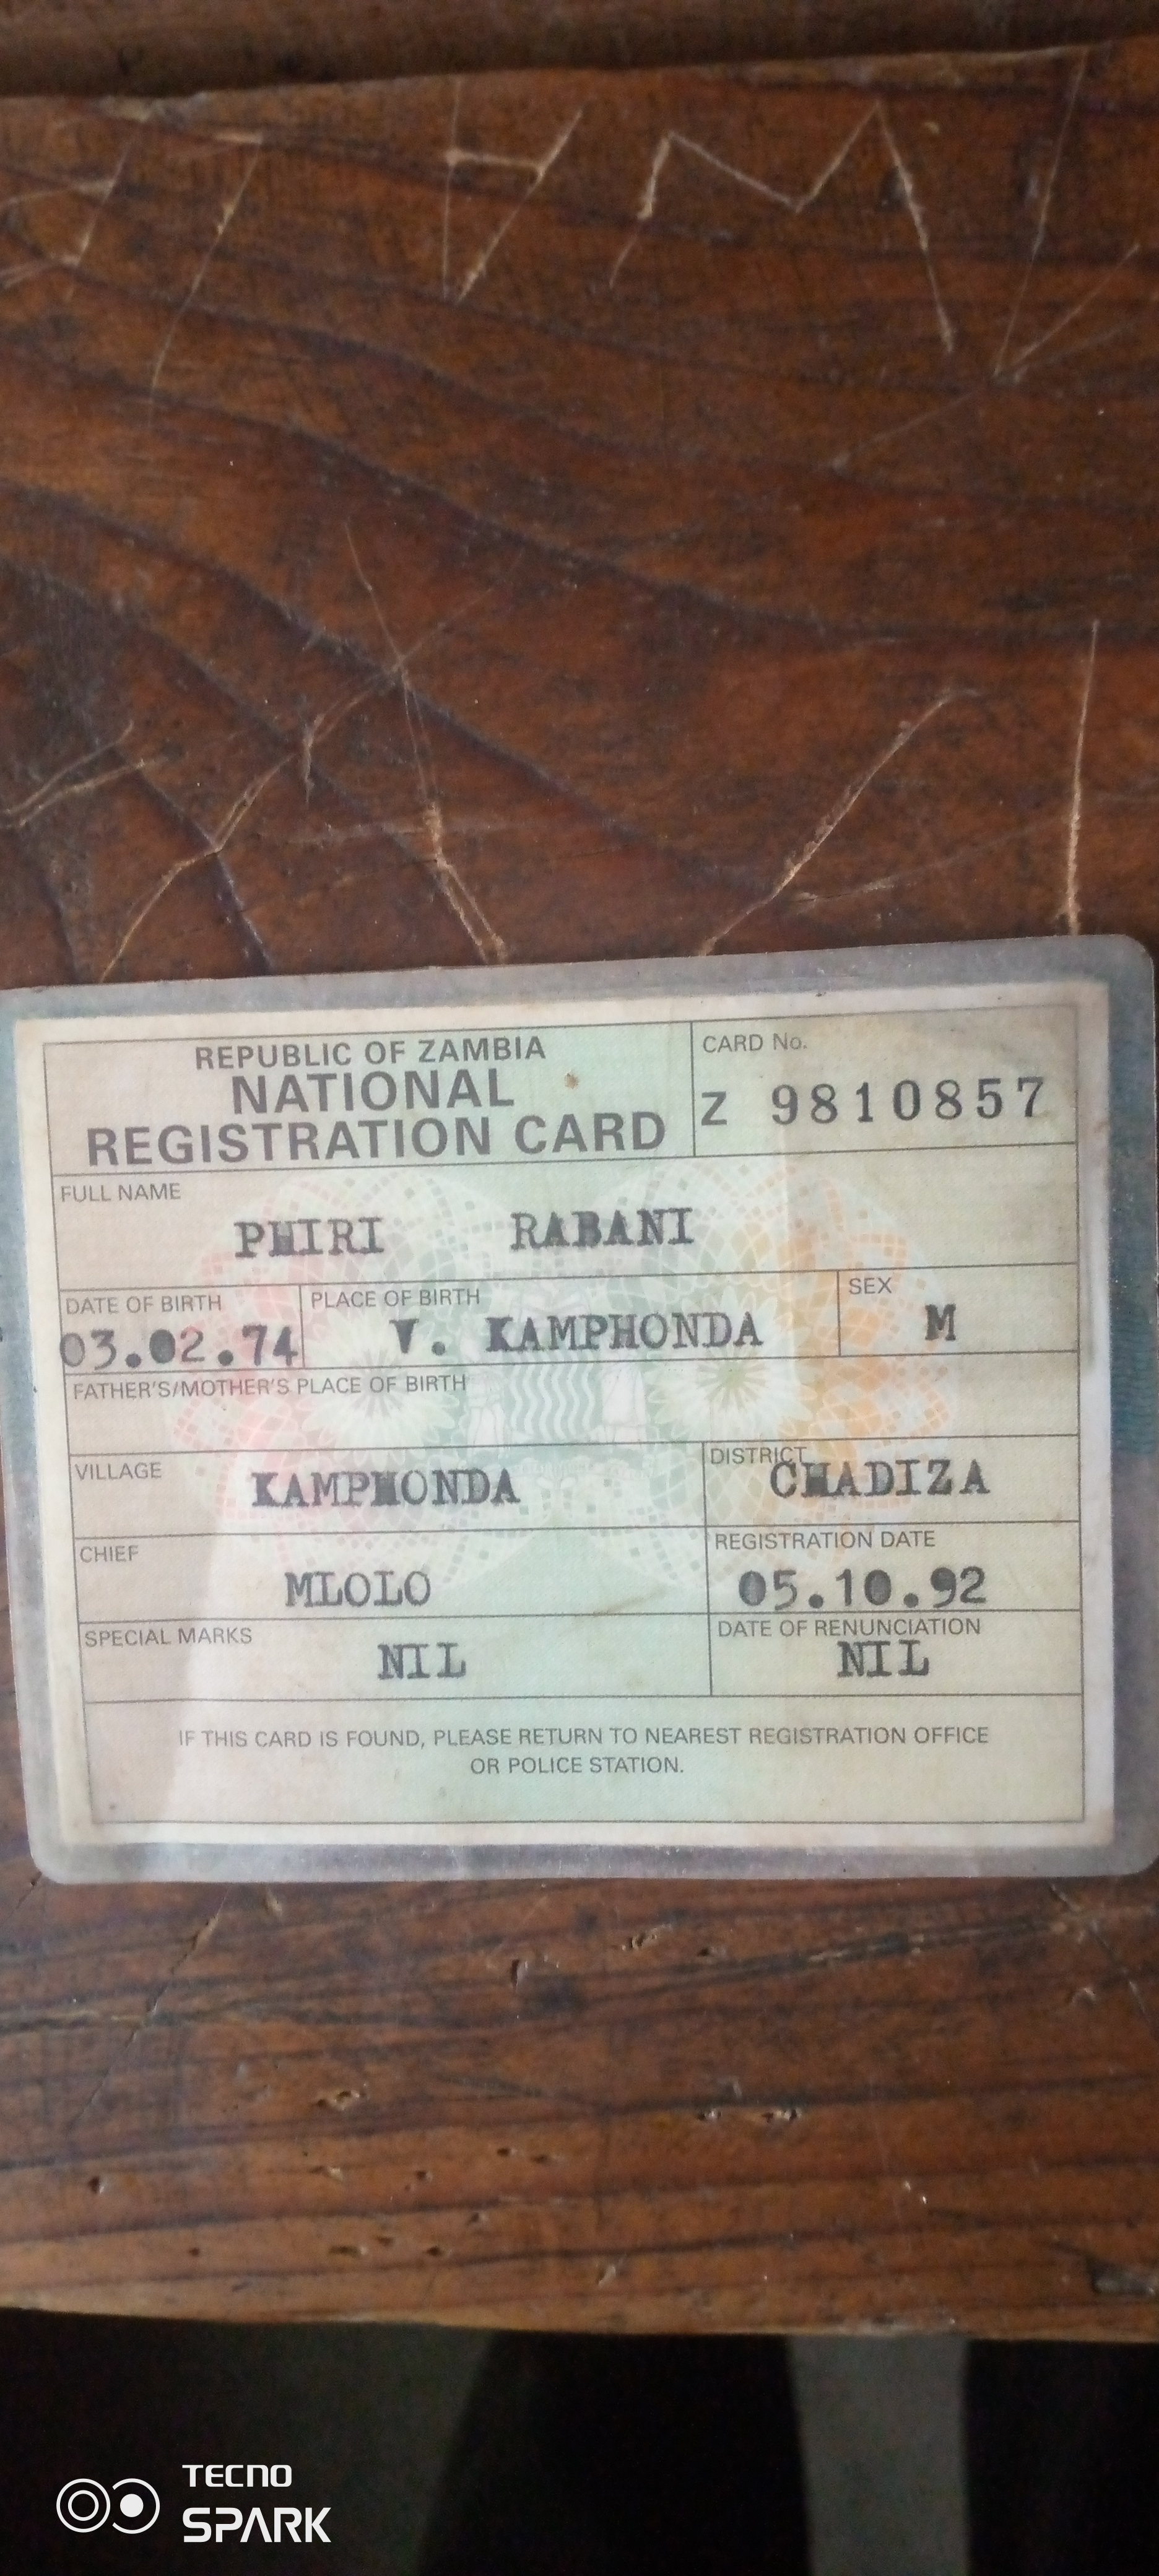 REPUBLIC OF ZAMBIA
NATIONAL
REGISTRATION CARD
CARD No.
Z 9810857
FULL NAME
PHIRI RABANI
DATE OF BIRTH
03.02.74
PLACE OF BIRTH
V. KAMPHONDA
SEX
M
FATHER'S/MOTHER'S PLACE OF BIRTH
VILLAGE
KAMPHONDA
DISTRICT
CHADIZA
CHIEF
MLOLO
REGISTRATION DATE
05.10.92
SPECIAL MARKS
NIL
DATE OF RENUNCIATION
NIL
IF THIS CARD IS FOUND, PLEASE RETURN TO NEAREST REGISTRATION OFFICE
OR POLICE STATION.
TECNO
SPARK